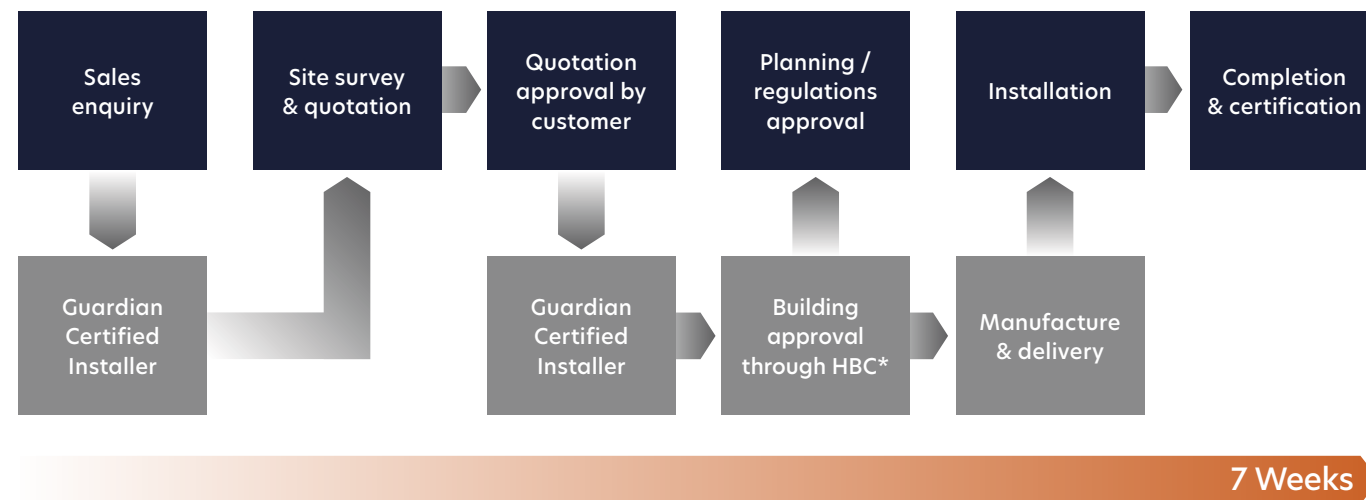 Sales
enquiry
Site survey
& quotation
Quotation
approval by
customer
Planning /
regulations
approval
Installation
Completion
& certification
Guardian
Certified
Installer
Guardian
Certified
Installer
Building
approval
through HBC*
Manufacture
& delivery
7 Weeks